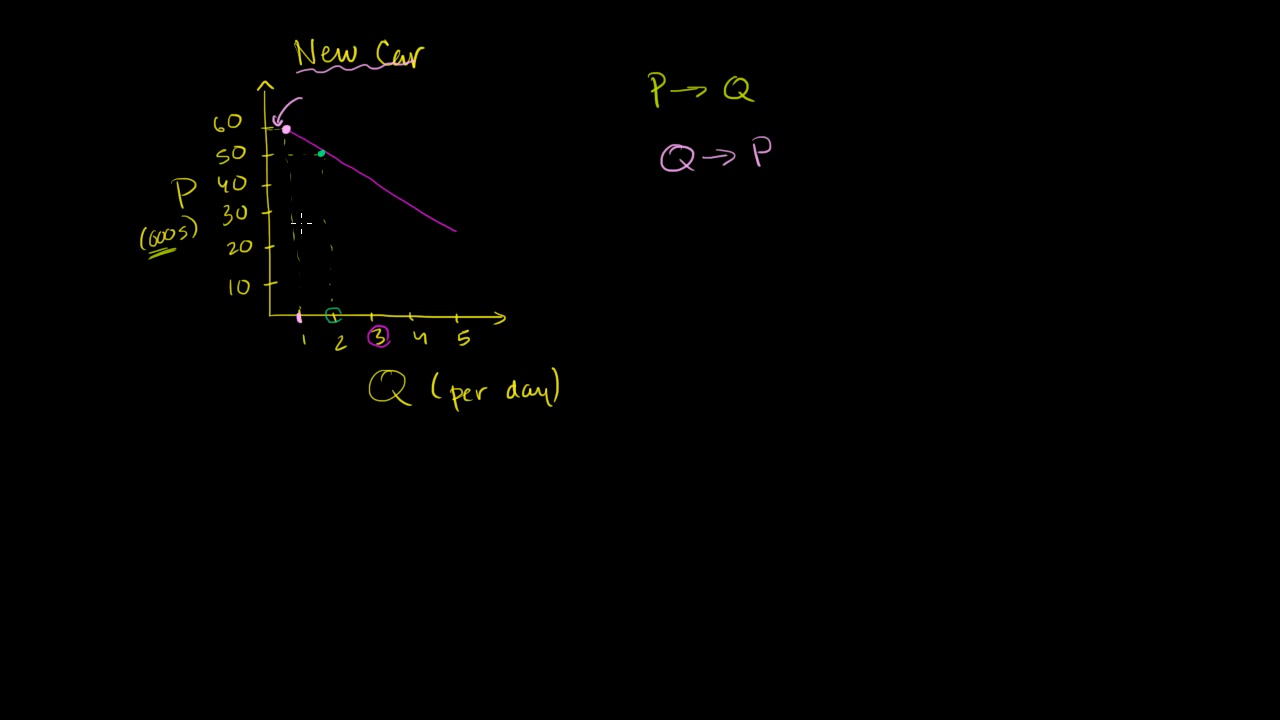 New Car
P → Q
Q → P
60
50
40
30
20
10
P
(000s)
1 2 3 4 5
Q (per day)